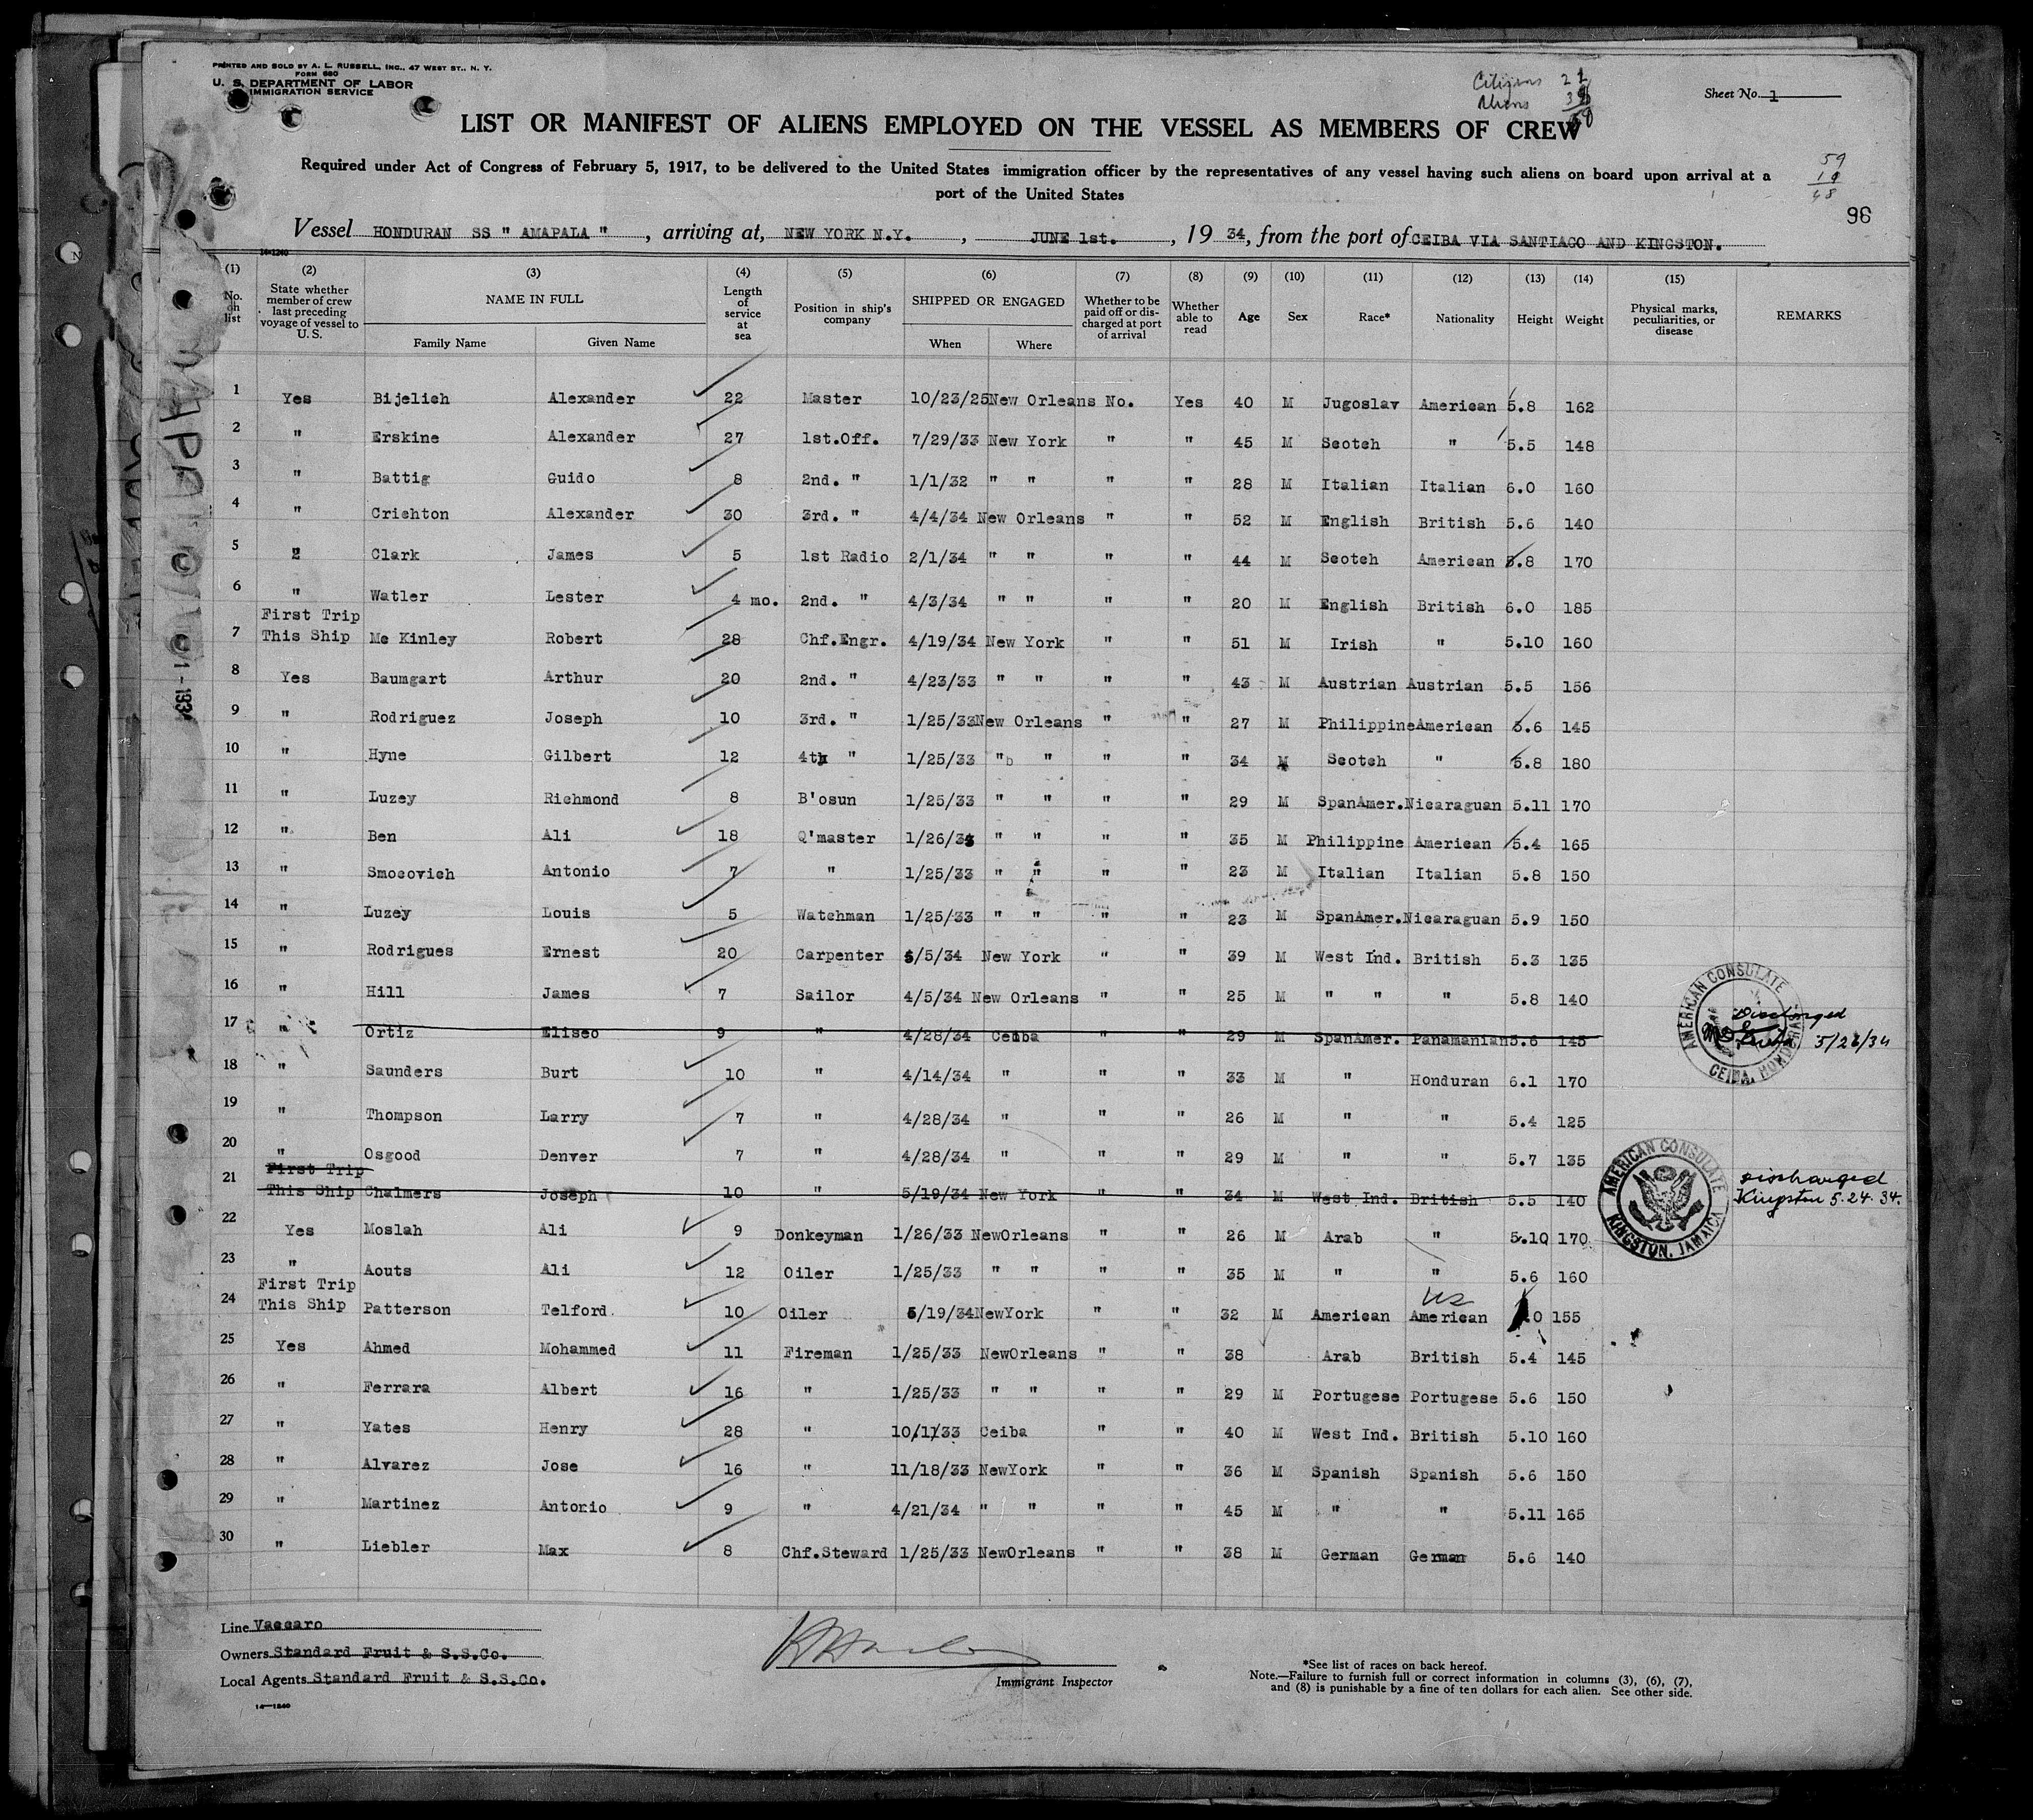 PRINTED AND SOLD BY A. L. RUSSELL, INC., 47 WEST ST., N. Y.
FORM 680
U. S. DEPARTMENT OF LABOR
IMMIGRATION SERVICE
Citizens 21
Aliens
Sheet No. 1
LIST OR MANIFEST OF ALIENS EMPLOYED ON THE VESSEL AS MEMBERS OF CREW
Required under Act of Congress of February 5, 1917, to be delivered to the United States immigration officer by the representatives of any vessel having such aliens on board upon arrival at a
port of the United States
59
48
96
Vessel HONDURAN SS " AMAPALA " , arriving at, NEW YORK N.Y. , JUNE 1st. , 19 34, from the port of CEIBA VIA SANTIAGO AND KINGSTON.
14-1240
(1) No. on list (2) State whether member of crew last preceding voyage of vessel to U. S. (3) NAME IN FULL Family Name Given Name (4) Length of service at sea (5) Position in ship's company (6) SHIPPED OR ENGAGED When Where (7) Whether to be paid off or discharged at port of arrival (8) Whether able to read (9) Age (10) Sex (11) Race* (12) Nationality (13) Height (14) Weight (15) Physical marks, peculiarities, or disease REMARKS
1 Yes Bijelich Alexander 22 Master 10/23/25 New Orleans No. Yes 40 M Jugoslav American 5.8 162
2 " Erskine Alexander 27 1st.Off. 7/29/33 New York " " 45 M Scotch " 5.5 148
3 " Battig Guido 8 2nd. " 1/1/32 " " " " 28 M Italian Italian 6.0 160
4 " Crichton Alexander 30 3rd. " 4/4/34 New Orleans " " 52 M English British 5.6 140
5 " Clark James 5 1st Radio 2/1/34 " " " " 44 M Scotch American 5.8 170
6 " Watler Lester 4 mo. 2nd. " 4/3/34 " " " " 20 M English British 6.0 185
First Trip
7 This Ship Mc Kinley Robert 28 Chf.Engr. 4/19/34 New York " " 51 M Irish " 5.10 160
8 Yes Baumgart Arthur 20 2nd. " 4/23/33 " " " " 43 M Austrian Austrian 5.5 156
9 " Rodriguez Joseph 10 3rd. " 1/25/33 New Orleans " " 27 M Philippine American 5.6 145
10 " Hyne Gilbert 12 4th " 1/25/33 " " " " 34 M Scotch " 5.8 180
11 " Luzey Richmond 8 B'osun 1/25/33 " " " " 29 M SpanAmer. Nicaraguan 5.11 170
12 " Ben Ali 18 Q'master 1/26/33 " " " " 35 M Philippine American 5.4 165
13 " Smocovich Antonio 7 " 1/25/33 " " " " 23 M Italian Italian 5.8 150
14 " Luzey Louis 5 Watchman 1/25/33 " " " " 23 M SpanAmer. Nicaraguan 5.9 150
15 " Rodrigues Ernest 20 Carpenter 5/5/34 New York " " 39 M West Ind. British 5.3 135
16 " Hill James 7 Sailor 4/5/34 New Orleans " " 25 M " " " 5.8 140
17 " Ortiz Eliseo 9 " 4/28/34 Ceiba " " 29 M SpanAmer. Panamanian 5.6 145 Discharged 5/26/34
AMERICAN CONSULATE CEIBA, HONDURAS
18 " Saunders Burt 10 " 4/14/34 " " " 33 M " Honduran 6.1 170
19 " Thompson Larry 7 " 4/28/34 " " " 26 M " " 5.4 125
20 " Osgood Denver 7 " 4/28/34 " " " 29 M " " 5.7 135
First Trip
21 This Ship Chalmers Joseph 10 " 5/19/34 New York " " 34 M West Ind. British 5.5 140 Discharged Kingston 5.24.34.
AMERICAN CONSULATE KINGSTON, JAMAICA
22 Yes Moslah Ali 9 Donkeyman 1/26/33 NewOrleans " " 26 M Arab " 5.10 170
23 " Aouts Ali 12 Oiler 1/25/33 " " " " 35 M " " 5.6 160
First Trip US
24 This Ship Patterson Telford 10 Oiler 5/19/34 NewYork " " 32 M American American 155
25 Yes Ahmed Mohammed 11 Fireman 1/25/33 NewOrleans " " 38 Arab British 5.4 145
26 " Ferrara Albert 16 " 1/25/33 " " " " 29 M Portugese Portugese 5.6 150
27 " Yates Henry 28 " 10/1/33 Ceiba " " 40 M West Ind. British 5.10 160
28 " Alvarez Jose 16 " 11/18/33 NewYork " " 36 M Spanish Spanish 5.6 150
29 " Martinez Antonio 9 " 4/21/34 " " " " 45 M " " 5.11 165
30 " Liebler Max 8 Chf.Steward 1/25/33 NewOrleans " " 38 M German German 5.6 140
Line Vaccaro
Owners Standard Fruit & S.S.Co.
Local Agents Standard Fruit & S.S.Co.
14-1240
Immigrant Inspector
*See list of races on back hereof.
Note.—Failure to furnish full or correct information in columns (3), (6), (7),
and (8) is punishable by a fine of ten dollars for each alien. See other side.